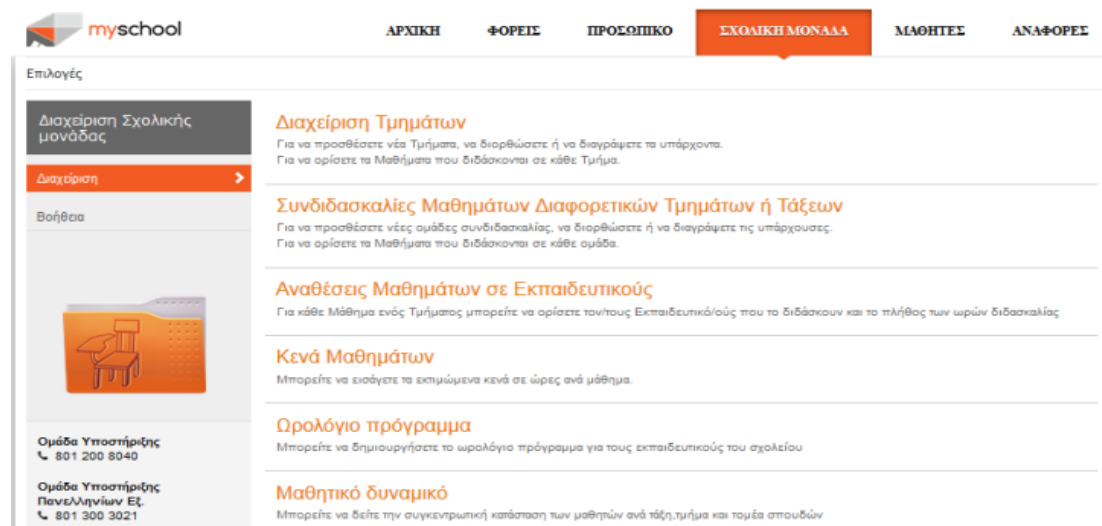 myschool
ΑΡΧΙΚΗ ΦΟΡΕΙΣ ΠΡΟΣΩΠΙΚΟ ΣΧΟΛΙΚΗ ΜΟΝΑΔΑ ΜΑΘΗΤΕΣ ΑΝΑΦΟΡΕΣ
Επιλογές
Διαχείριση Σχολικής
μονάδας
Διαχείριση
Βοήθεια
Ομάδα Υποστήριξης
801 200 8040
Ομάδα Υποστήριξης
Πανελληνίων Εξ.
801 300 3021
Διαχείριση Τμημάτων
Για να προσθέσετε νέα Τμήματα, να διορθώσετε ή να διαγράψετε τα υπάρχοντα.
Για να ορίσετε τα Μαθήματα που διδάσκονται σε κάθε Τμήμα.
Συνδιδασκαλίες Μαθημάτων Διαφορετικών Τμημάτων ή Τάξεων
Για να προσθέσετε νέες ομάδες συνδιδασκαλίας, να διορθώσετε ή να διαγράψετε τις υπάρχουσες.
Για να ορίσετε τα Μαθήματα που διδάσκονται σε κάθε ομάδα.
Αναθέσεις Μαθημάτων σε Εκπαιδευτικούς
Για κάθε Μάθημα ενός Τμήματος μπορείτε να ορίσετε τον/τους Εκπαιδευτικό/ούς που το διδάσκουν και το πλήθος των ωρών διδασκαλίας
Κενά Μαθημάτων
Μπορείτε να εισάγετε τα εκτιμώμενα κενά σε ώρες ανά μάθημα.
Ωρολόγιο πρόγραμμα
Μπορείτε να δημιουργήσετε το ωρολόγιο πρόγραμμα για τους εκπαιδευτικούς του σχολείου
Μαθητικό δυναμικό
Μπορείτε να δείτε την συγκεντρωτική κατάσταση των μαθητών ανά τάξη,τμήμα και τομέα σπουδών